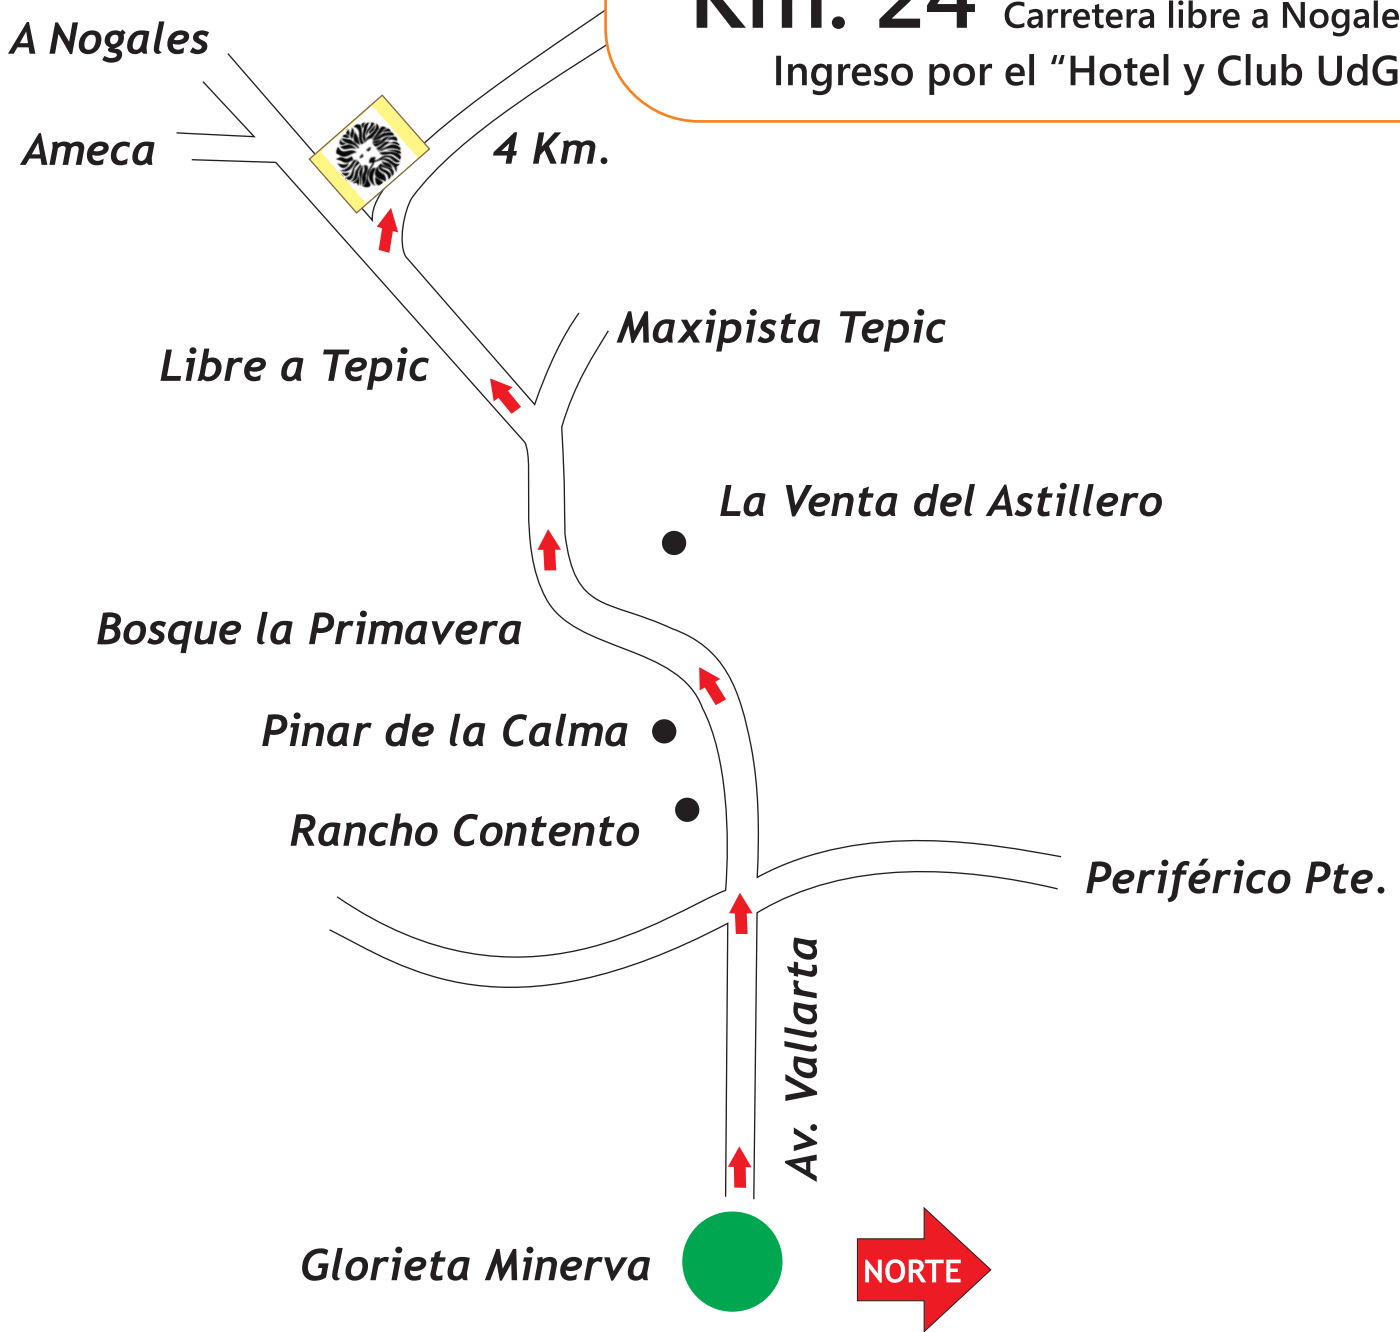 Km. 24 Carretera libre a Nogale
Ingreso por el “Hotel y Club UdG
A Nogales
Ameca
4 Km.
Maxipista Tepic
Libre a Tepic
La Venta del Astillero
Bosque la Primavera
Pinar de la Calma
Rancho Contento
Periférico Pte.
Av. Vallarta
Glorieta Minerva
NORTE